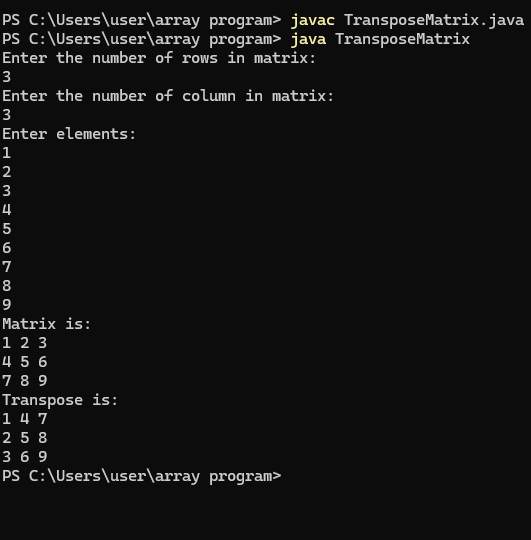 PS C:\Users\user\array program> javac TransposeMatrix.java
PS C:\Users\user\array program> java TransposeMatrix
Enter the number of rows in matrix:
3
Enter the number of column in matrix:
3
Enter elements:
1
2
3
4
5
6
7
8
9
Matrix is:
1 2 3
4 5 6
7 8 9
Transpose is:
1 4 7
2 5 8
3 6 9
PS C:\Users\user\array program>